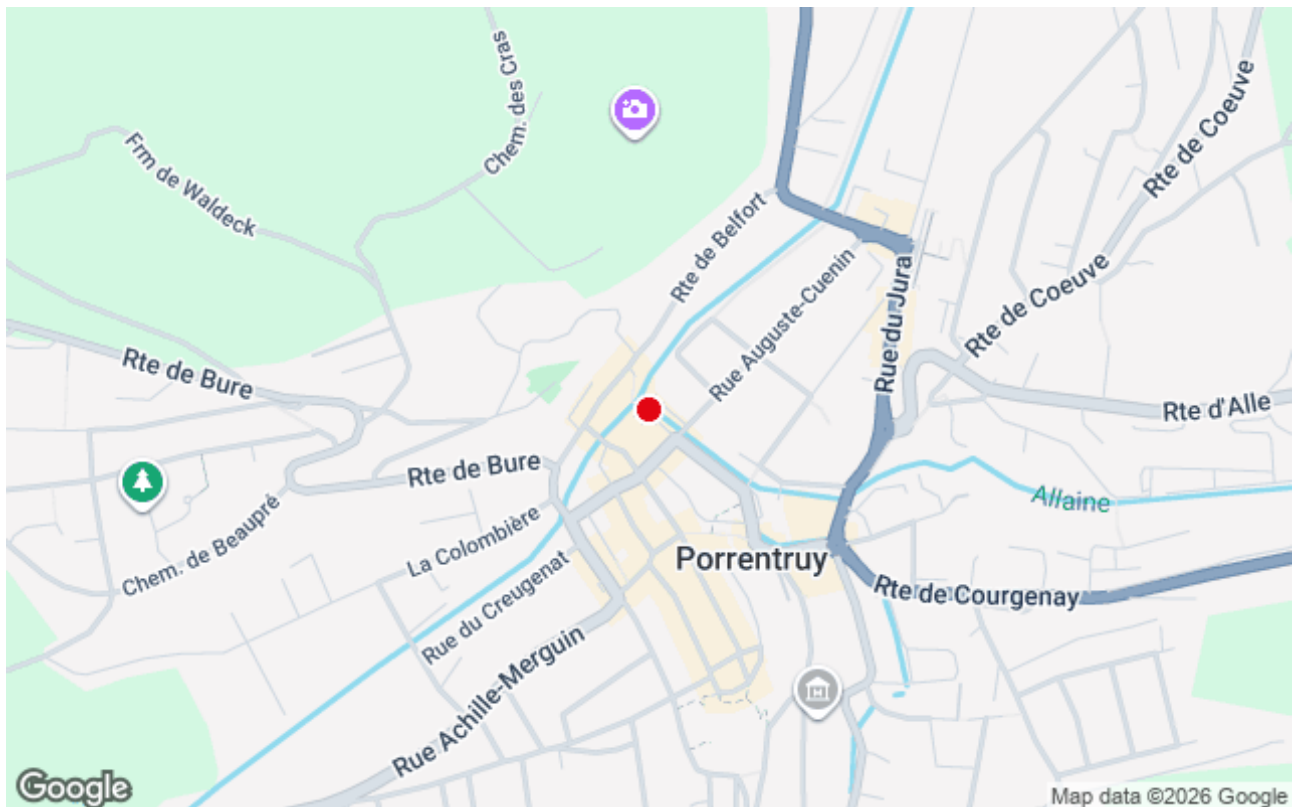 Chem. des Cras
Frm de Waldeck
Rte de Coeuve
Rte de Belfort
Rue du Jura
Rue Auguste-Cuenin
Rte de Coeuve
Rte de Bure
Rte d'Alle
Rte de Bure
Allaine
Chem. de Beaupré
La Colombière
Porrentruy
Rue du Creugenat
Rte de Courgenay
Rue Achille-Merguin
Google
Map data ©2026 Google